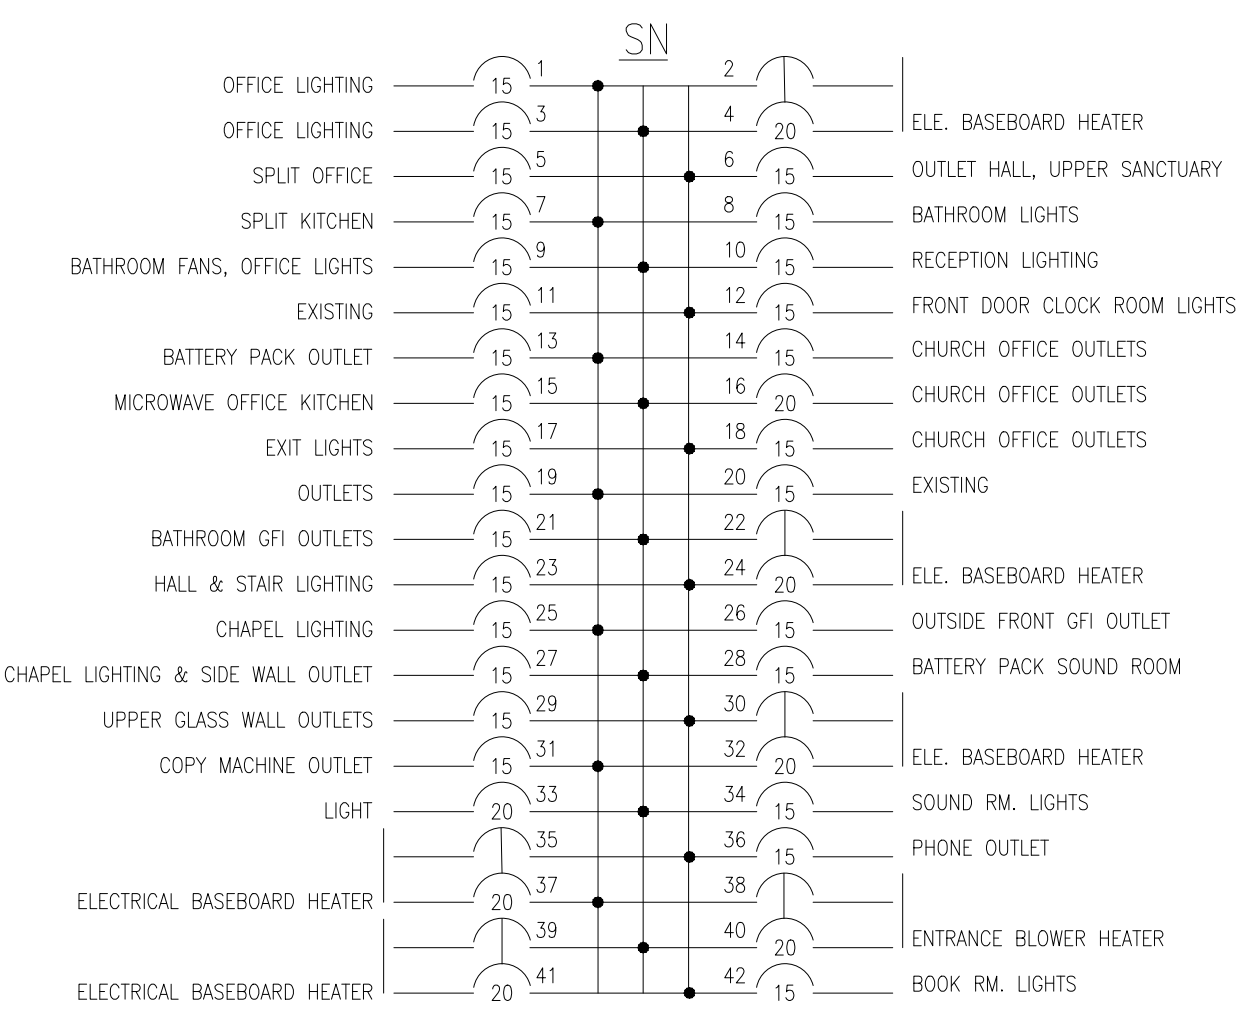 SN
OFFICE LIGHTING 15 1 2
OFFICE LIGHTING 15 3 4 20 ELE. BASEBOARD HEATER
SPLIT OFFICE 15 5 6 15 OUTLET HALL, UPPER SANCTUARY
SPLIT KITCHEN 15 7 8 15 BATHROOM LIGHTS
BATHROOM FANS, OFFICE LIGHTS 15 9 10 15 RECEPTION LIGHTING
EXISTING 15 11 12 15 FRONT DOOR CLOCK ROOM LIGHTS
BATTERY PACK OUTLET 15 13 14 15 CHURCH OFFICE OUTLETS
MICROWAVE OFFICE KITCHEN 15 15 16 20 CHURCH OFFICE OUTLETS
EXIT LIGHTS 15 17 18 15 CHURCH OFFICE OUTLETS
OUTLETS 15 19 20 15 EXISTING
BATHROOM GFI OUTLETS 15 21 22
HALL & STAIR LIGHTING 15 23 24 20 ELE. BASEBOARD HEATER
CHAPEL LIGHTING 15 25 26 15 OUTSIDE FRONT GFI OUTLET
CHAPEL LIGHTING & SIDE WALL OUTLET 15 27 28 15 BATTERY PACK SOUND ROOM
UPPER GLASS WALL OUTLETS 15 29 30
COPY MACHINE OUTLET 15 31 32 20 ELE. BASEBOARD HEATER
LIGHT 20 33 34 15 SOUND RM. LIGHTS
35 36 15 PHONE OUTLET
ELECTRICAL BASEBOARD HEATER 20 37 38
39 40 20 ENTRANCE BLOWER HEATER
ELECTRICAL BASEBOARD HEATER 20 41 42 15 BOOK RM. LIGHTS